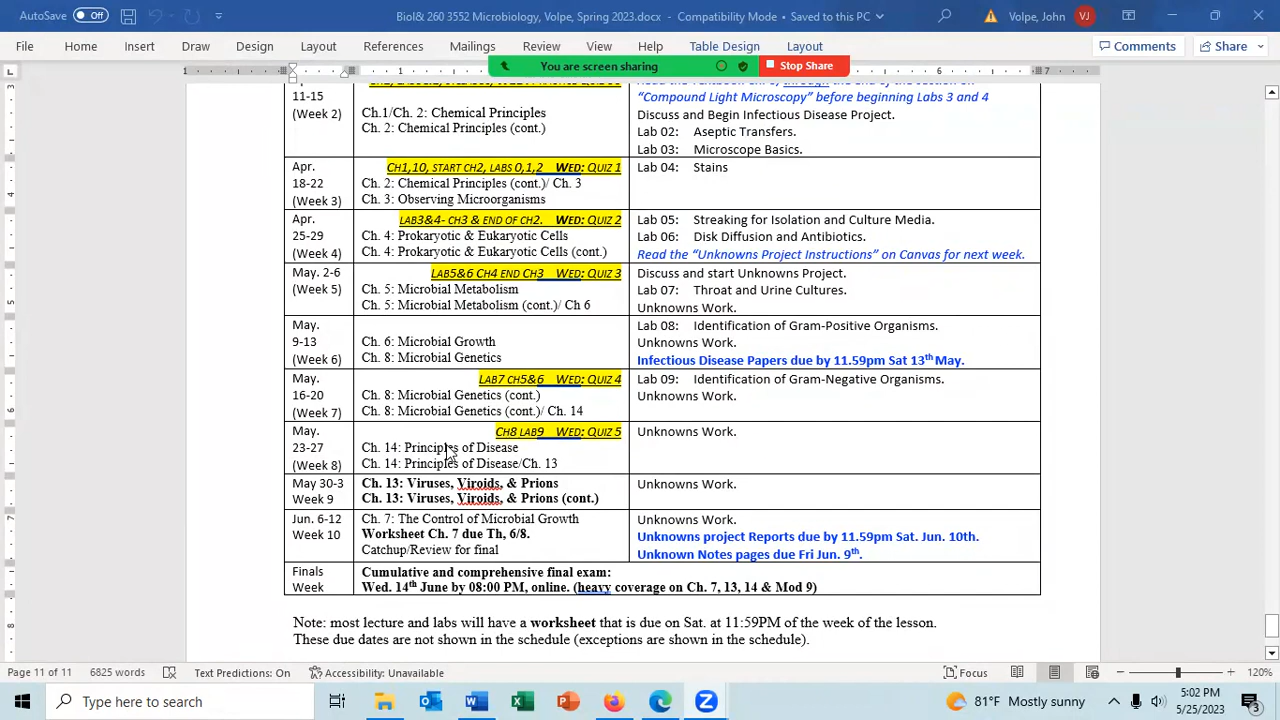 AutoSave Off Biol& 260 3552 Microbiology, Volpe, Spring 2023.docx - Compatibility Mode • Saved to this PC Volpe, John VJ
File Home Insert Draw Design Layout References Mailings Review View Help Table Design Layout Comments Share
You are screen sharing Stop Share
11-15
(Week 2)
Ch.1/Ch. 2: Chemical Principles
Ch. 2: Chemical Principles (cont.)
"Compound Light Microscopy" before beginning Labs 3 and 4
Discuss and Begin Infectious Disease Project.
Lab 02: Aseptic Transfers.
Lab 03: Microscope Basics.
Apr.
18-22
(Week 3)
CH1,10, START CH2, LABS 0,1,2 WED: QUIZ 1
Ch. 2: Chemical Principles (cont.)/ Ch. 3
Ch. 3: Observing Microorganisms
Lab 04: Stains
Apr.
25-29
(Week 4)
LAB3&4- CH3 & END OF CH2. WED: QUIZ 2
Ch. 4: Prokaryotic & Eukaryotic Cells
Ch. 4: Prokaryotic & Eukaryotic Cells (cont.)
Lab 05: Streaking for Isolation and Culture Media.
Lab 06: Disk Diffusion and Antibiotics.
Read the "Unknowns Project Instructions" on Canvas for next week.
May. 2-6
(Week 5)
LAB5&6 CH4 END CH3 WED: QUIZ 3
Ch. 5: Microbial Metabolism
Ch. 5: Microbial Metabolism (cont.)/ Ch 6
Discuss and start Unknowns Project.
Lab 07: Throat and Urine Cultures.
Unknowns Work.
May.
9-13
(Week 6)
Ch. 6: Microbial Growth
Ch. 8: Microbial Genetics
Lab 08: Identification of Gram-Positive Organisms.
Unknowns Work.
Infectious Disease Papers due by 11.59pm Sat 13th May.
May.
16-20
(Week 7)
LAB7 CH5&6 WED: QUIZ 4
Ch. 8: Microbial Genetics (cont.)
Ch. 8: Microbial Genetics (cont.)/ Ch. 14
Lab 09: Identification of Gram-Negative Organisms.
Unknowns Work.
May.
23-27
(Week 8)
CH8 LAB9 WED: QUIZ 5
Ch. 14: Principles of Disease
Ch. 14: Principles of Disease/Ch. 13
Unknowns Work.
May 30-3
Week 9
Ch. 13: Viruses, Viroids, & Prions
Ch. 13: Viruses, Viroids, & Prions (cont.)
Unknowns Work.
Jun. 6-12
Week 10
Ch. 7: The Control of Microbial Growth
Worksheet Ch. 7 due Th, 6/8.
Catchup/Review for final
Unknowns Work.
Unknowns project Reports due by 11.59pm Sat. Jun. 10th.
Unknown Notes pages due Fri Jun. 9th.
Finals
Week
Cumulative and comprehensive final exam:
Wed. 14th June by 08:00 PM, online. (heavy coverage on Ch. 7, 13, 14 & Mod 9)
Note: most lecture and labs will have a worksheet that is due on Sat. at 11:59PM of the week of the lesson.
These due dates are not shown in the schedule (exceptions are shown in the schedule).
Page 11 of 11 6825 words Text Predictions: On Accessibility: Unavailable Focus 120%
Type here to search 81°F Mostly sunny 5:02 PM
5/25/2023 3